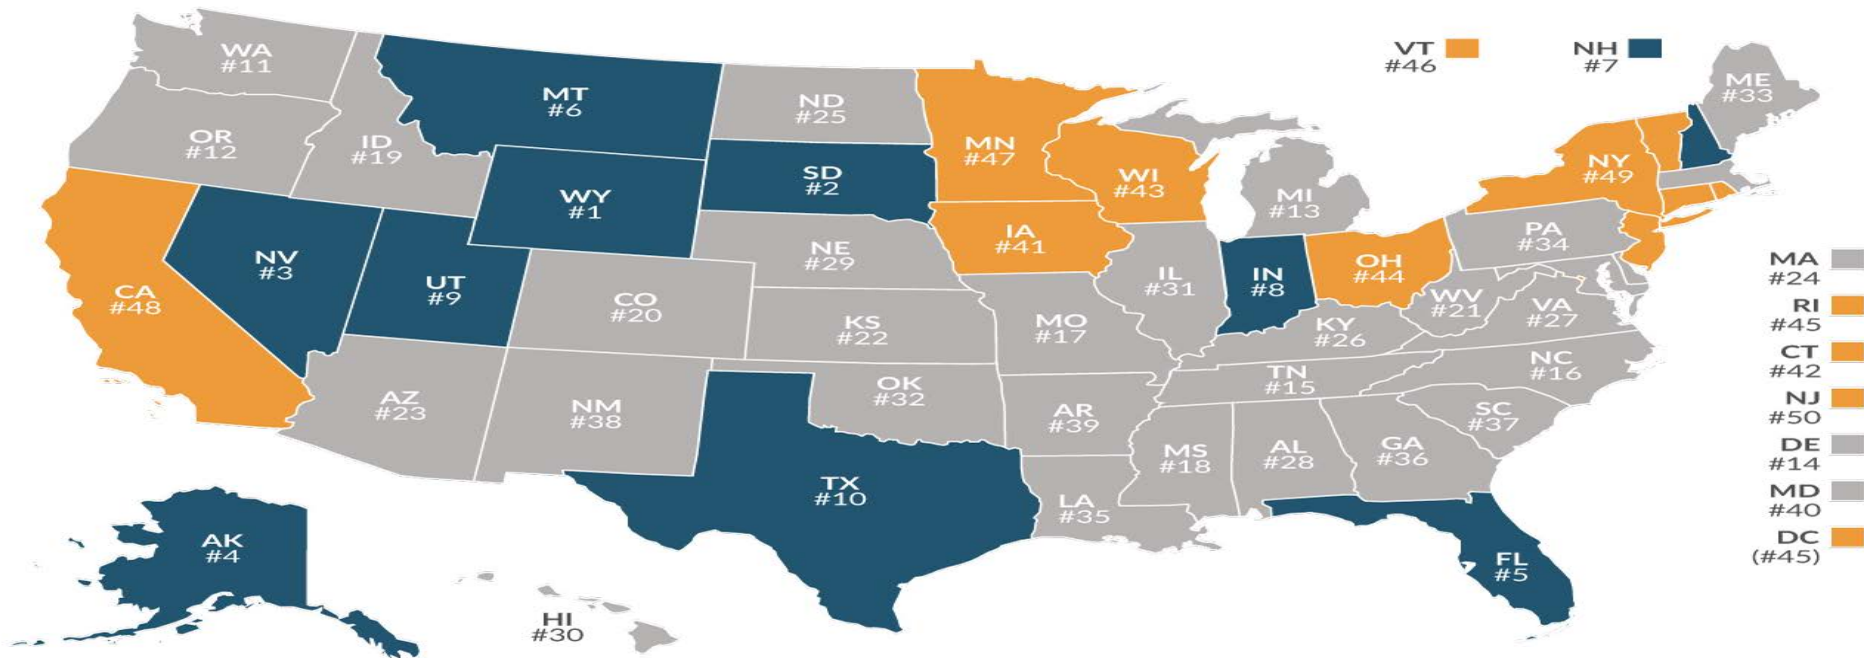 WA
#11
MT
#6
ND
#25
MN
#47
VT
#46
NH
#7
ME
#33
OR
#12
ID
#19
WY
#1
SD
#2
WI
#43
MI
#13
NY
#49
NV
#3
UT
#9
CO
#20
NE
#29
IA
#41
IL
#31
IN
#8
OH
#44
PA
#34
CA
#48
KS
#22
MO
#17
KY
#26
WV
#21
VA
#27
AZ
#23
NM
#38
OK
#32
AR
#39
TN
#15
NC
#16
SC
#37
MS
#18
AL
#28
GA
#36
TX
#10
LA
#35
FL
#5
AK
#4
HI
#30
MA
#24
RI
#45
CT
#42
NJ
#50
DE
#14
MD
#40
DC
(#45)